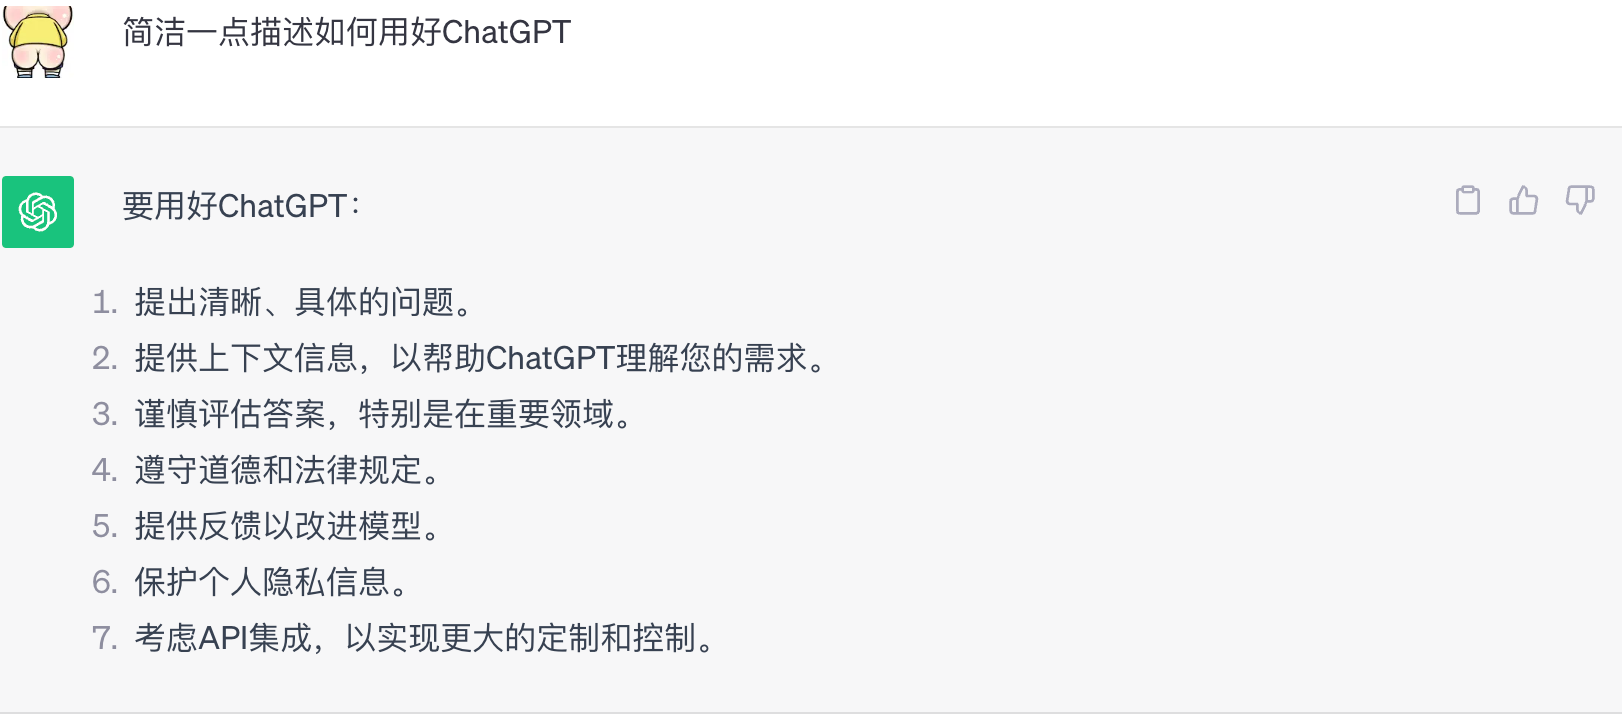 简洁一点描述如何用好ChatGPT
要用好ChatGPT：
1. 提出清晰、具体的问题。
2. 提供上下文信息，以帮助ChatGPT理解您的需求。
3. 谨慎评估答案，特别是在重要领域。
4. 遵守道德和法律规定。
5. 提供反馈以改进模型。
6. 保护个人隐私信息。
7. 考虑API集成，以实现更大的定制和控制。